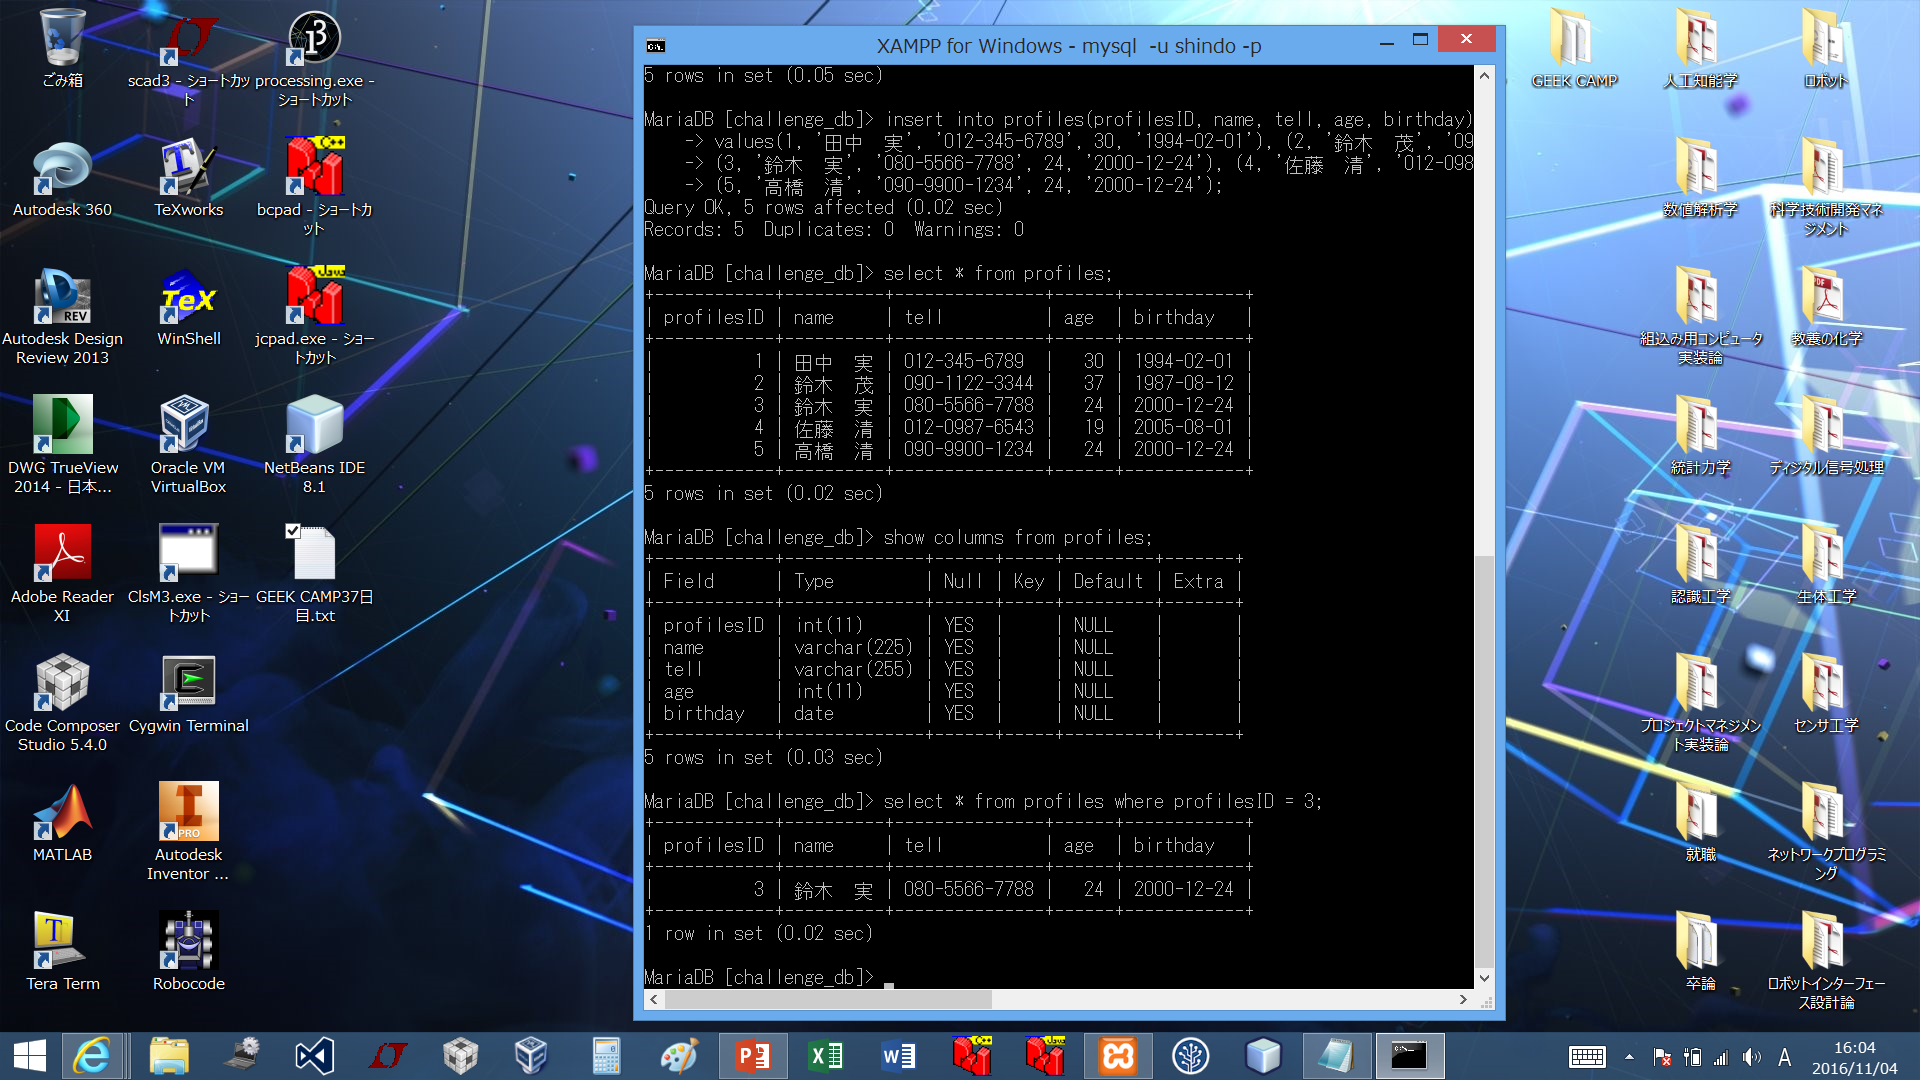 ごみ箱
scad3 - ショートカッ
ト
processing.exe -
ショートカット
Autodesk 360
TeXworks
bcpad - ショートカ
ット
Autodesk Design
Review 2013
WinShell
jcpad.exe - ショー
トカット
DWG TrueView
2014 - 日本...
Oracle VM
VirtualBox
NetBeans IDE
8.1
Adobe Reader
XI
ClsM3.exe - ショー
トカット
GEEK CAMP37日
目.txt
Code Composer
Studio 5.4.0
Cygwin Terminal
MATLAB
Autodesk
Inventor ...
Tera Term
Robocode
XAMPP for Windows - mysql  -u shindo -p
5 rows in set (0.05 sec)
MariaDB [challenge_db]> insert into profiles(profilesID, name, tell, age, birthday)
    -> values(1, '田中　実', '012-345-6789', 30, '1994-02-01'), (2, '鈴木　茂', '09
    -> (3, '鈴木　実', '080-5566-7788', 24, '2000-12-24'), (4, '佐藤　清', '012-098
    -> (5, '高橋　清', '090-9900-1234', 24, '2000-12-24');
Query OK, 5 rows affected (0.02 sec)
Records: 5  Duplicates: 0  Warnings: 0
MariaDB [challenge_db]> select * from profiles;
+------------+----------+---------------+------+------------+
| profilesID | name     | tell          | age  | birthday   |
+------------+----------+---------------+------+------------+
|          1 | 田中　実 | 012-345-6789  |   30 | 1994-02-01 |
|          2 | 鈴木　茂 | 090-1122-3344 |   37 | 1987-08-12 |
|          3 | 鈴木　実 | 080-5566-7788 |   24 | 2000-12-24 |
|          4 | 佐藤　清 | 012-0987-6543 |   19 | 2005-08-01 |
|          5 | 高橋　清 | 090-9900-1234 |   24 | 2000-12-24 |
+------------+----------+---------------+------+------------+
5 rows in set (0.02 sec)
MariaDB [challenge_db]> show columns from profiles;
+------------+--------------+------+-----+---------+-------+
| Field      | Type         | Null | Key | Default | Extra |
+------------+--------------+------+-----+---------+-------+
| profilesID | int(11)      | YES  |     | NULL    |       |
| name       | varchar(225) | YES  |     | NULL    |       |
| tell       | varchar(255) | YES  |     | NULL    |       |
| age        | int(11)      | YES  |     | NULL    |       |
| birthday   | date         | YES  |     | NULL    |       |
+------------+--------------+------+-----+---------+-------+
5 rows in set (0.03 sec)
MariaDB [challenge_db]> select * from profiles where profilesID = 3;
+------------+----------+---------------+------+------------+
| profilesID | name     | tell          | age  | birthday   |
+------------+----------+---------------+------+------------+
|          3 | 鈴木　実 | 080-5566-7788 |   24 | 2000-12-24 |
+------------+----------+---------------+------+------------+
1 row in set (0.02 sec)
MariaDB [challenge_db]>
GEEK CAMP
人工知能学
ロボット
数値解析学
科学技術開発マネ
ジメント
組込み用コンピュータ
実装論
教養の化学
統計力学
ディジタル信号処理
認識工学
生体工学
プロジェクトマネジメン
ト実装論
センサ工学
就職
ネットワークプログラミ
ング
卒論
ロボットインターフェー
ス設計論
A
16:04
2016/11/04